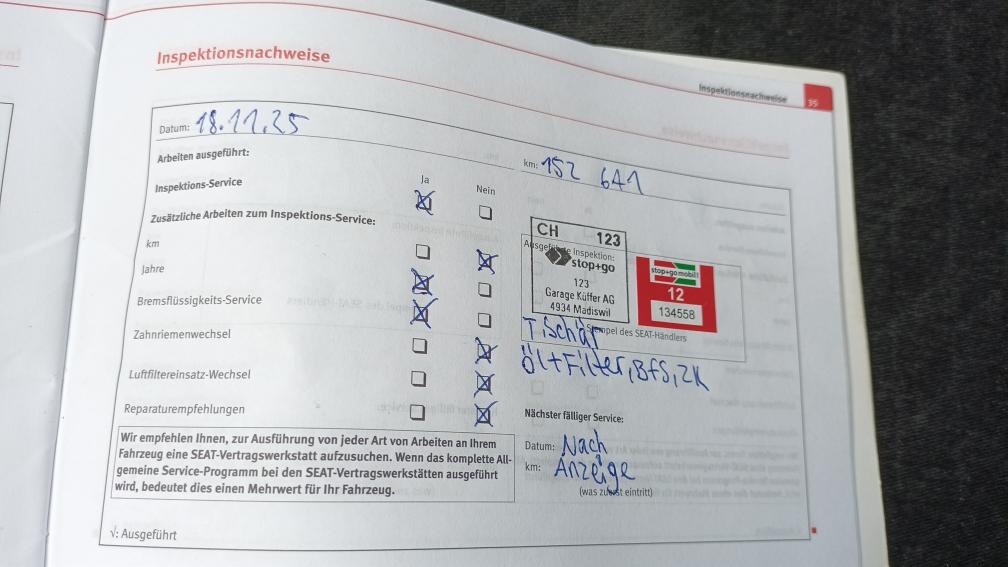 Inspektionsnachweise
Inspektionsnachweise 35
Datum: 18.11.25
km: 152 641
Arbeiten ausgeführt:
Ja Nein
Inspektions-Service
Zusätzliche Arbeiten zum Inspektions-Service:
km
Jahre
Bremsflüssigkeits-Service
Zahnriemenwechsel
Luftfiltereinsatz-Wechsel
Reparaturempfehlungen
CH 123
Ausgeführte Inspektion:
stop+go
123
Garage Küffer AG
4934 Madiswil
stop+go mobil!
12
134558
Stempel des SEAT-Händlers
Tischär
Öl+Filter, BfS, ZK
Nächster fälliger Service:
Datum: Nach
km: Anzeige
(was zuerst eintritt)
Wir empfehlen Ihnen, zur Ausführung von jeder Art von Arbeiten an Ihrem
Fahrzeug eine SEAT-Vertragswerkstatt aufzusuchen. Wenn das komplette All-
gemeine Service-Programm bei den SEAT-Vertragswerkstätten ausgeführt
wird, bedeutet dies einen Mehrwert für Ihr Fahrzeug.
√: Ausgeführt